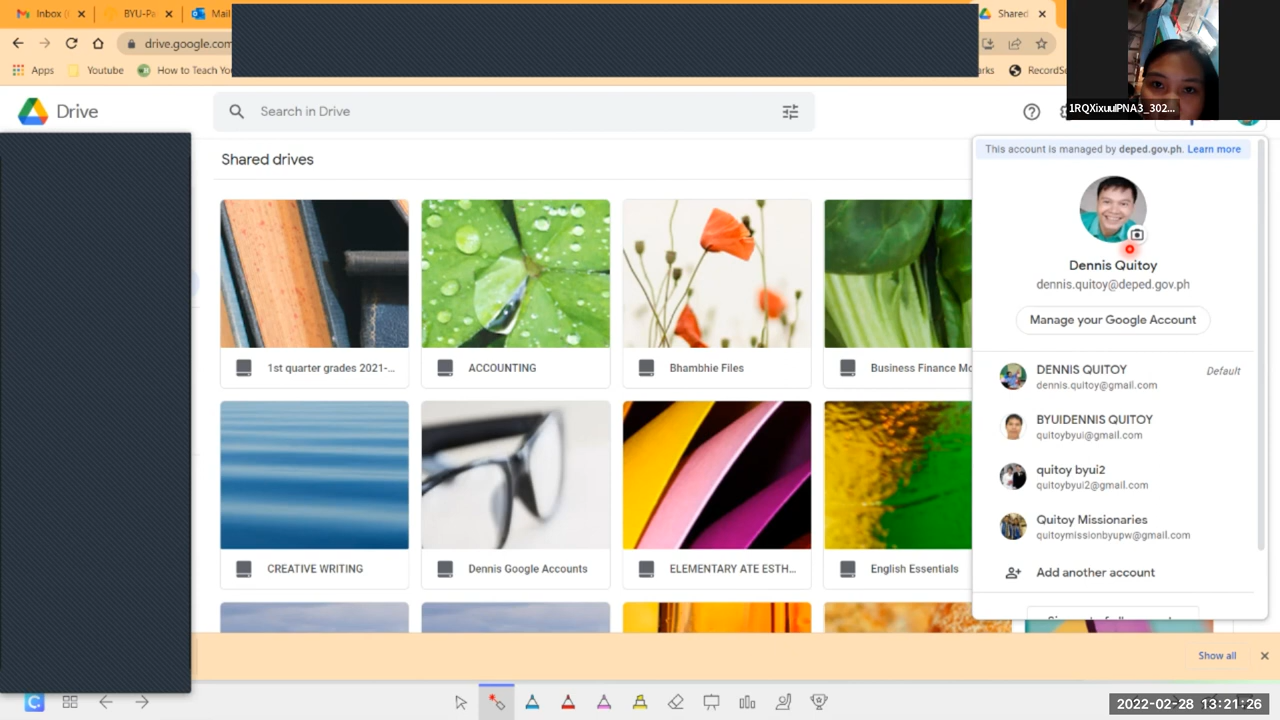 Inbox (
BYU-Pa
Mail
Shared
drive.google.com
Apps
Youtube
How to Teach Yo
rks
RecordSc
1RQXixuulPNA3_302...
Drive
Search in Drive
Shared drives
This account is managed by deped.gov.ph. Learn more
Dennis Quitoy
dennis.quitoy@deped.gov.ph
Manage your Google Account
1st quarter grades 2021-...
ACCOUNTING
Bhambhie Files
Business Finance Mo
DENNIS QUITOY
Default
dennis.quitoy@gmail.com
BYUIDENNIS QUITOY
quitoybyui@gmail.com
quitoy byui2
quitoybyui2@gmail.com
Quitoy Missionaries
quitoymissionbyupw@gmail.com
CREATIVE WRITING
Dennis Google Accounts
ELEMENTARY ATE ESTH...
English Essentials
Add another account
Show all
2022-02-28 13:21:26